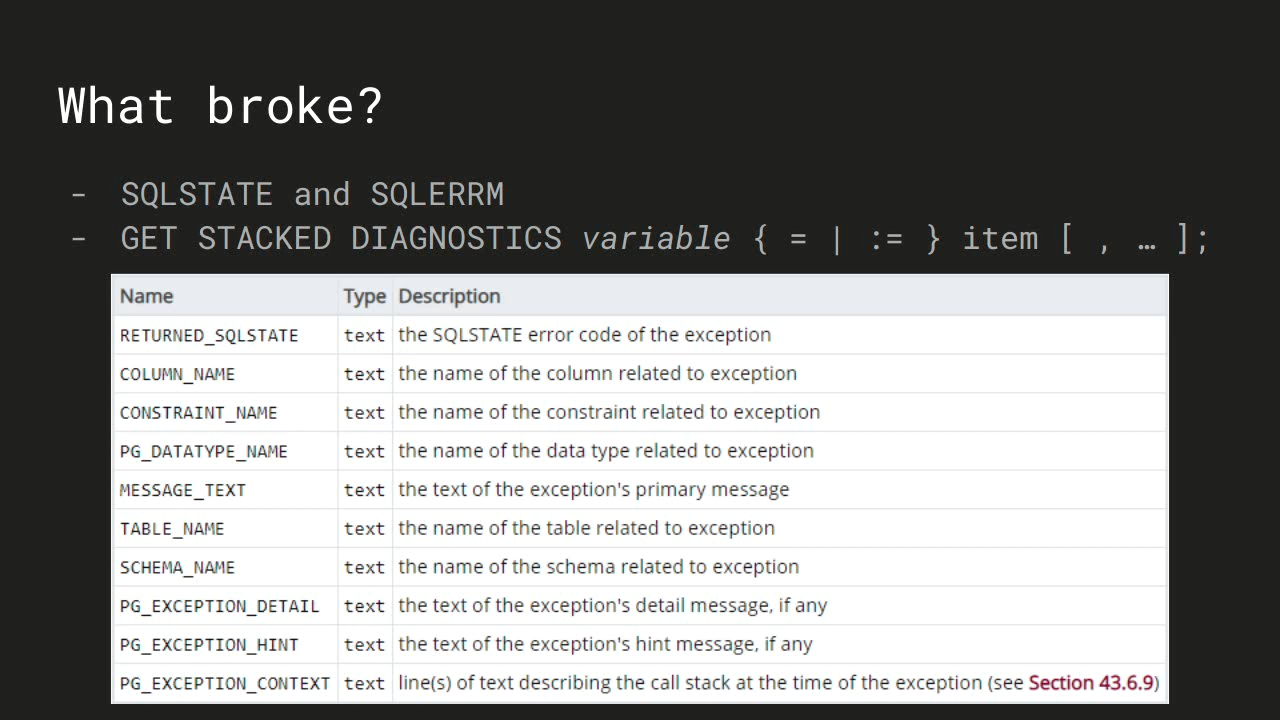 What broke?
- SQLSTATE and SQLERRM
- GET STACKED DIAGNOSTICS variable { = | := } item [ , … ];
Name Type Description
RETURNED_SQLSTATE text the SQLSTATE error code of the exception
COLUMN_NAME text the name of the column related to exception
CONSTRAINT_NAME text the name of the constraint related to exception
PG_DATATYPE_NAME text the name of the data type related to exception
MESSAGE_TEXT text the text of the exception's primary message
TABLE_NAME text the name of the table related to exception
SCHEMA_NAME text the name of the schema related to exception
PG_EXCEPTION_DETAIL text the text of the exception's detail message, if any
PG_EXCEPTION_HINT text the text of the exception's hint message, if any
PG_EXCEPTION_CONTEXT text line(s) of text describing the call stack at the time of the exception (see Section 43.6.9)